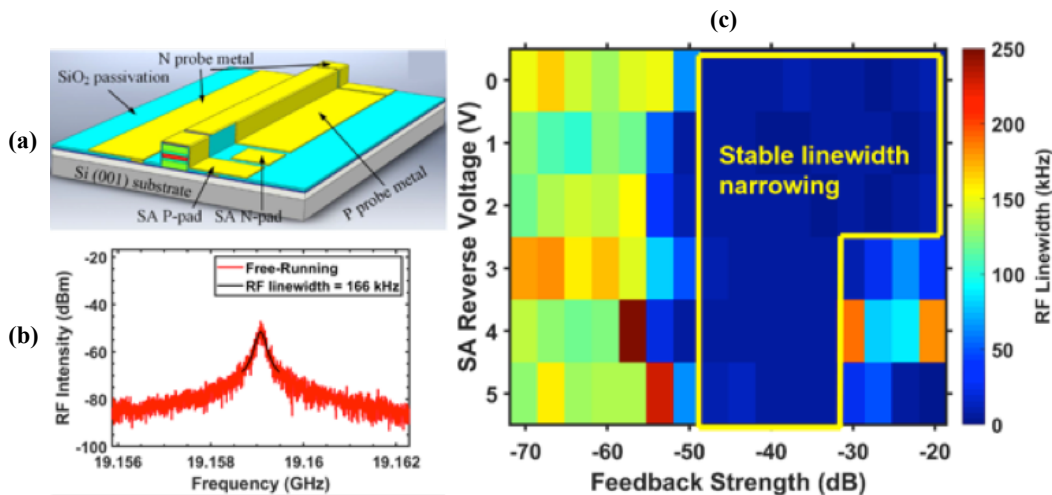 (a)
N probe metal
SiO2 passivation
Si (001) substrate
SA P-pad
SA N-pad
P probe metal
(b)
-20
-40
-60
-80
-100
RF Intensity (dBm)
Free-Running
RF linewidth = 166 kHz
19.156
19.158
19.16
19.162
Frequency (GHz)
(c)
SA Reverse Voltage (V)
0
1
2
3
4
5
Stable linewidth
narrowing
-70
-60
-50
-40
-30
-20
Feedback Strength (dB)
250
200
150
100
50
0
RF Linewidth (kHz)